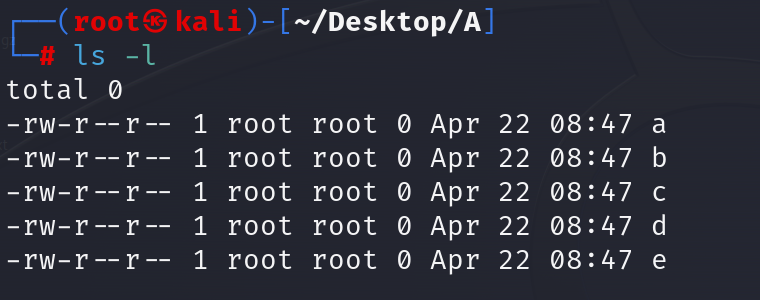 ┌──(root㉿kali)-[~/Desktop/A]
└─# ls -l
total 0
-rw-r--r-- 1 root root 0 Apr 22 08:47 a
-rw-r--r-- 1 root root 0 Apr 22 08:47 b
-rw-r--r-- 1 root root 0 Apr 22 08:47 c
-rw-r--r-- 1 root root 0 Apr 22 08:47 d
-rw-r--r-- 1 root root 0 Apr 22 08:47 e